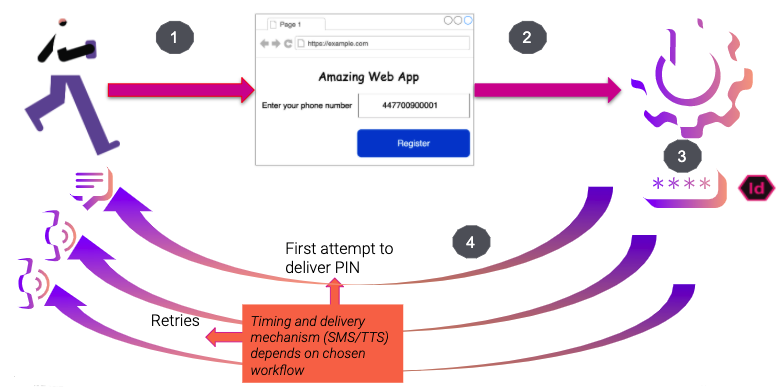 1
Page 1
https://example.com
Amazing Web App
Enter your phone number
447700900001
Register
2
3
****
Id
4
First attempt to
deliver PIN
Retries
Timing and delivery
mechanism (SMS/TTS)
depends on chosen
workflow